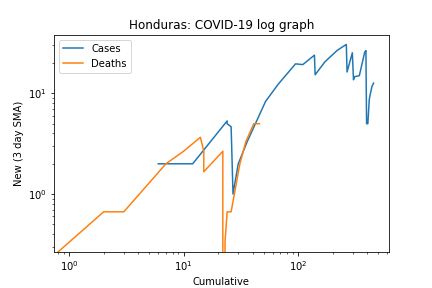 Honduras: COVID-19 log graph
Cases
Deaths
New (3 day SMA)
10¹
10⁰
10⁰
10¹
10²
Cumulative